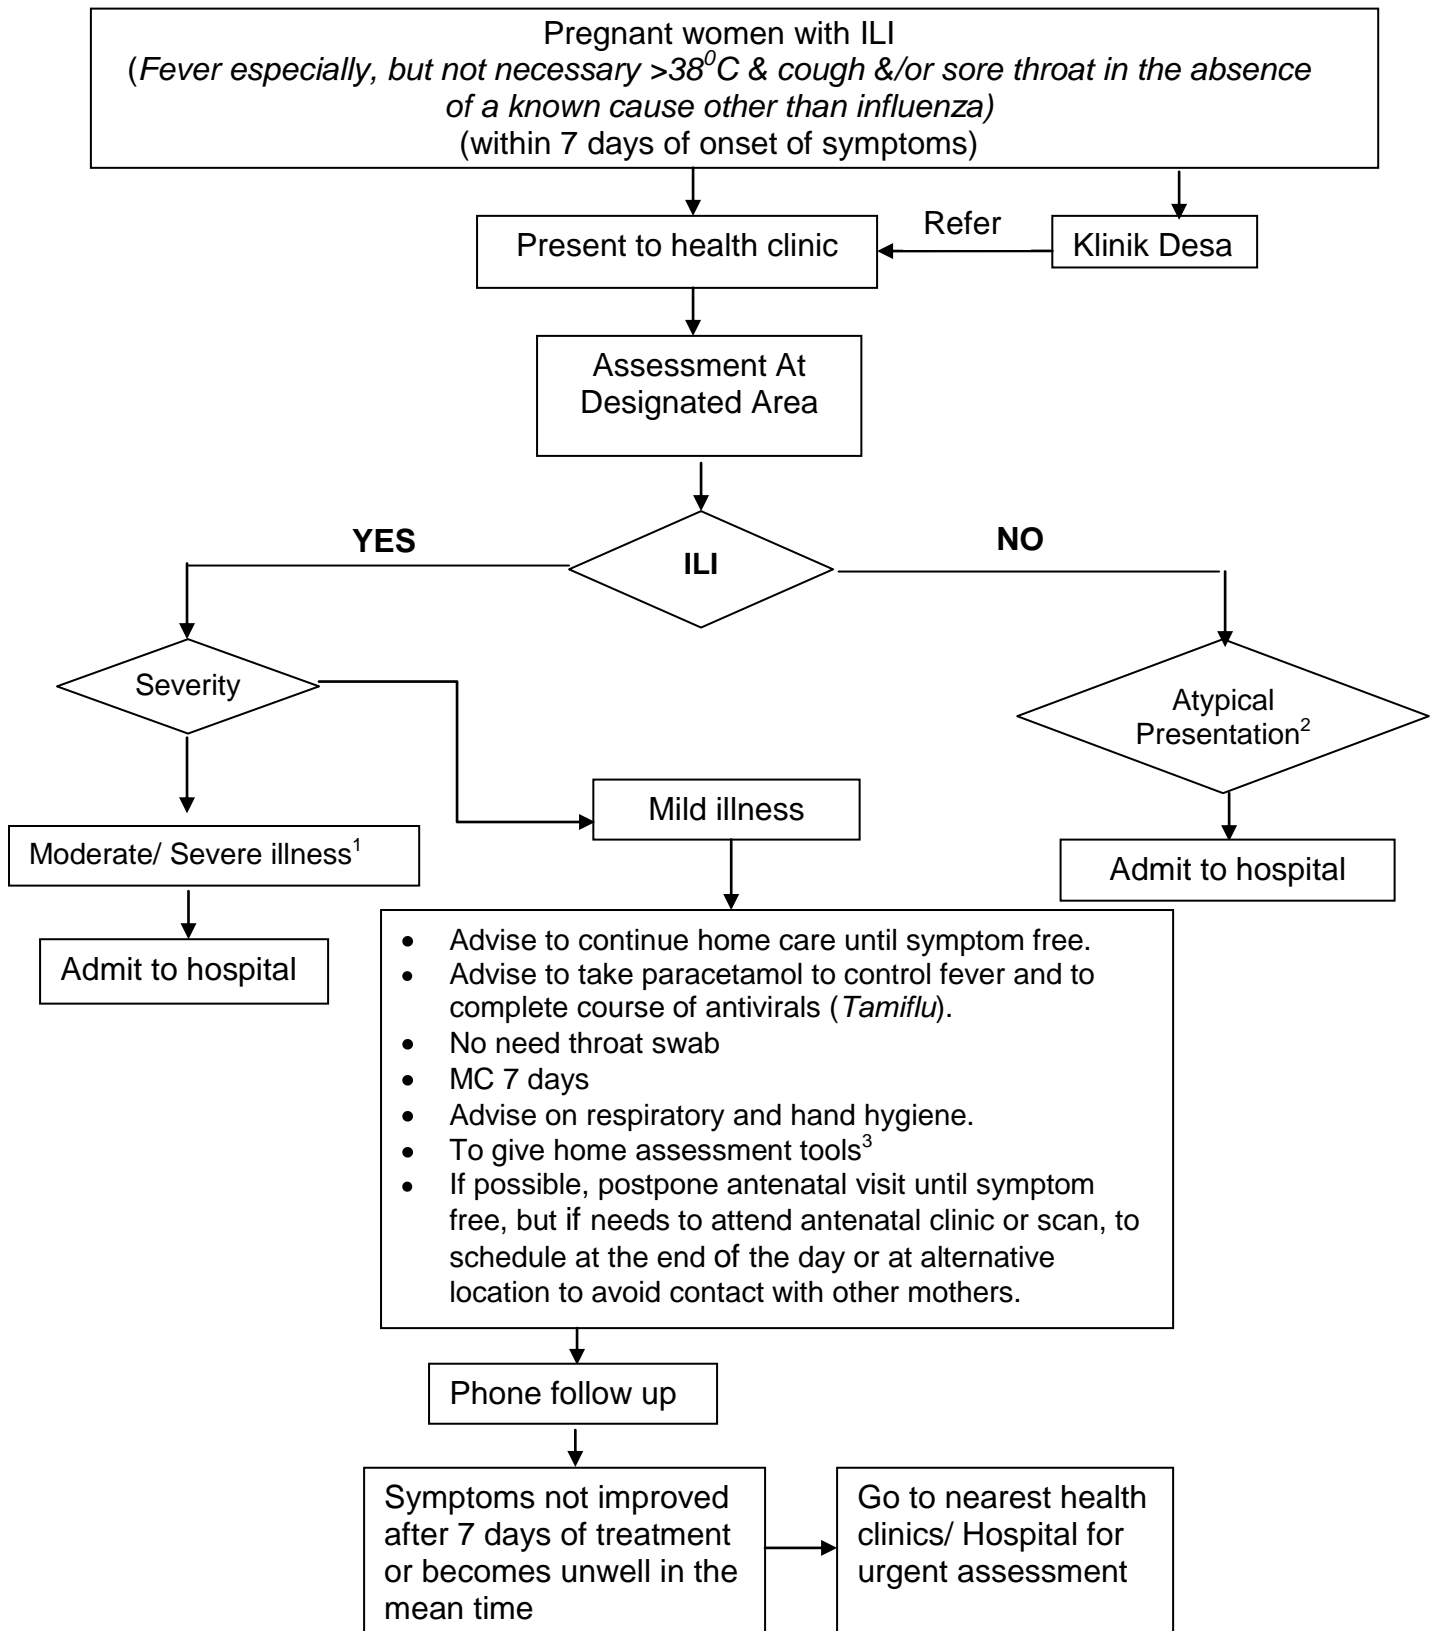 Pregnant women with ILI
(Fever especially, but not necessary >38⁰C & cough &/or sore throat in the absence
of a known cause other than influenza)
(within 7 days of onset of symptoms)
Present to health clinic
Refer
Klinik Desa
Assessment At
Designated Area
YES
ILI
NO
Severity
Atypical
Presentation²
Moderate/ Severe illness¹
Mild illness
Admit to hospital
Admit to hospital
• Advise to continue home care until symptom free.
• Advise to take paracetamol to control fever and to
complete course of antivirals (Tamiflu).
• No need throat swab
• MC 7 days
• Advise on respiratory and hand hygiene.
• To give home assessment tools³
• If possible, postpone antenatal visit until symptom
free, but if needs to attend antenatal clinic or scan, to
schedule at the end of the day or at alternative
location to avoid contact with other mothers.
Phone follow up
Symptoms not improved
after 7 days of treatment
or becomes unwell in the
mean time
Go to nearest health
clinics/ Hospital for
urgent assessment